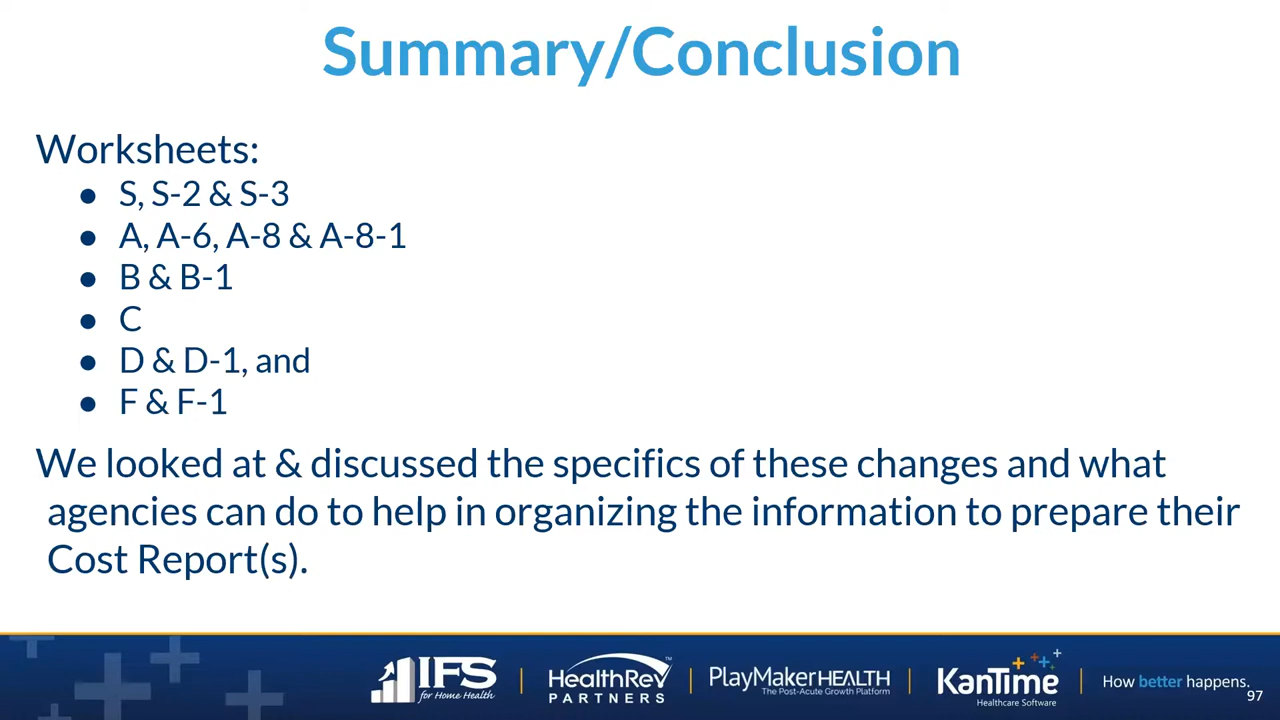 Summary/Conclusion
Worksheets:
● S, S-2 & S-3
● A, A-6, A-8 & A-8-1
● B & B-1
● C
● D & D-1, and
● F & F-1
We looked at & discussed the specifics of these changes and what
agencies can do to help in organizing the information to prepare their
Cost Report(s).
IFS
for Home Health
HealthRev™
PARTNERS
PlayMakerHEALTH
The Post-Acute Growth Platform
KanTime
Healthcare Software
How better happens.
97